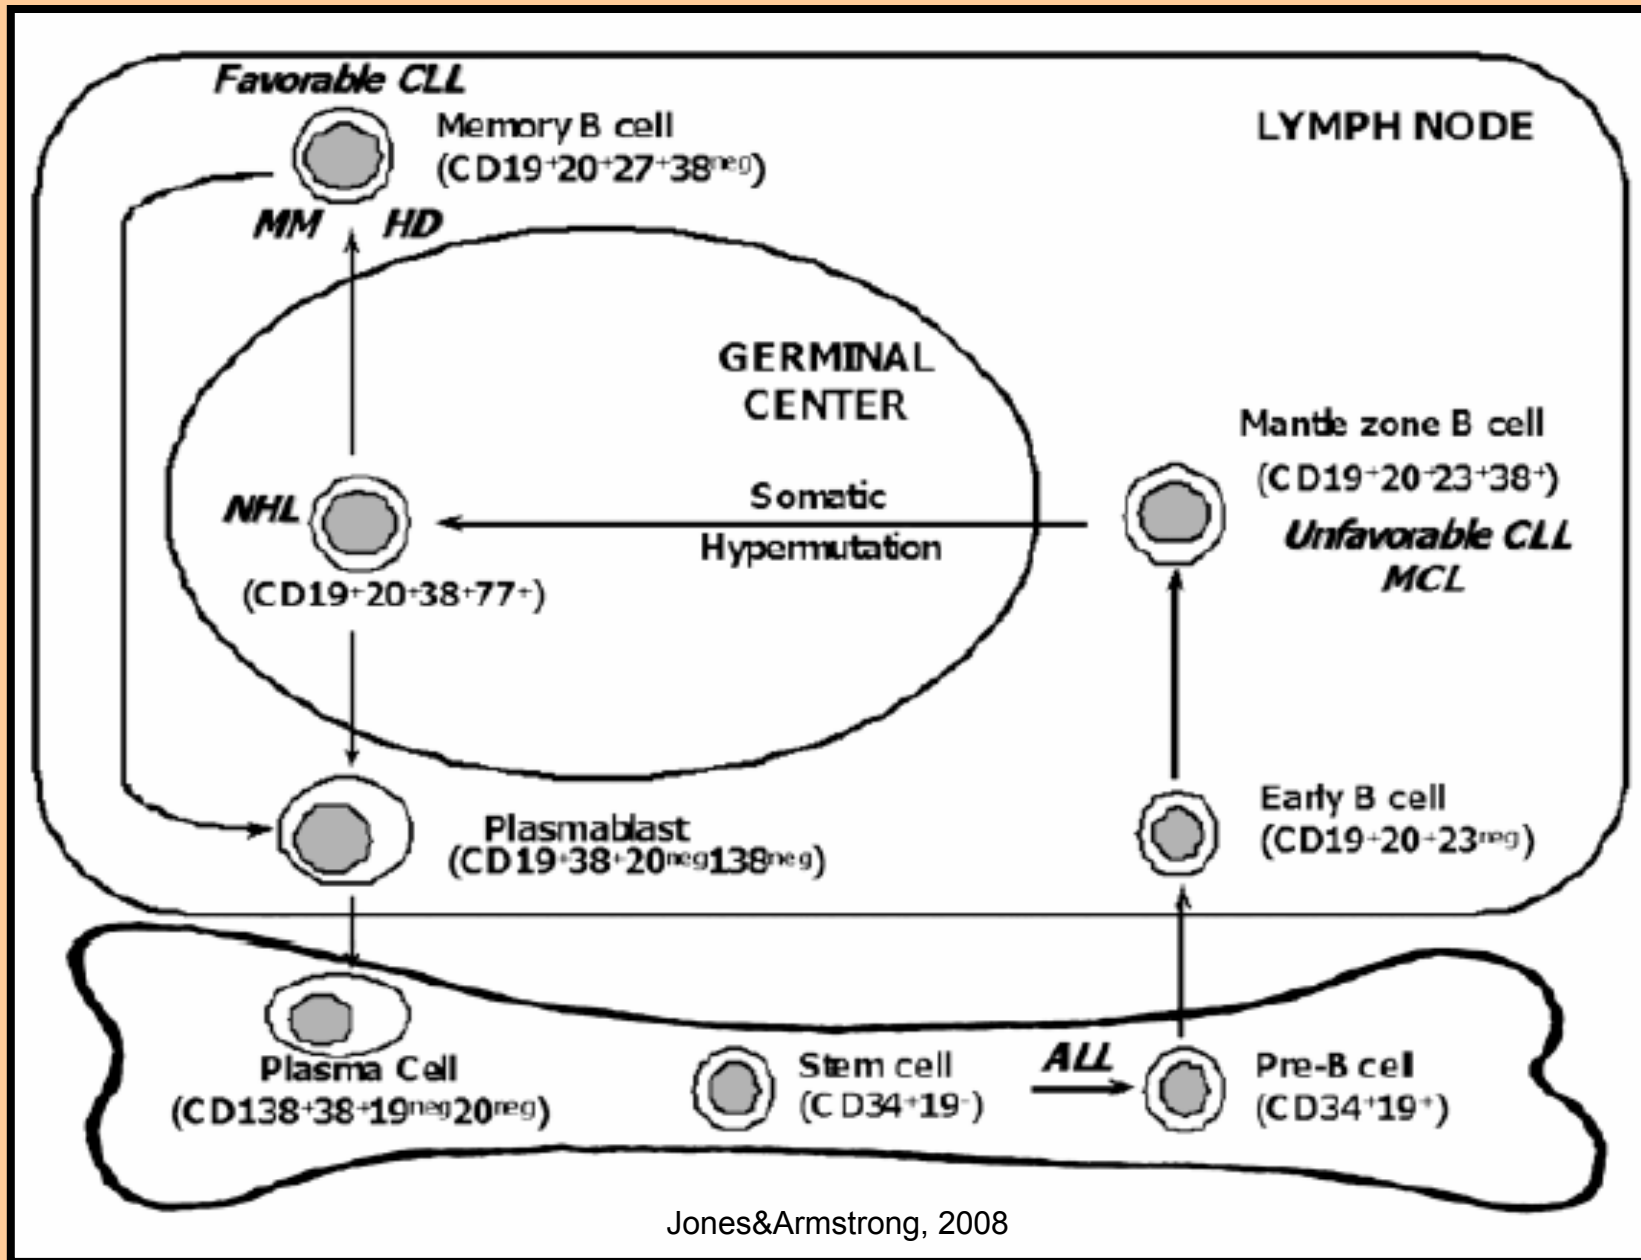 Favorable CLL
Memory B cell
(CD19⁺20⁺27⁺38ⁿᵉᵍ)
MM HD
LYMPH NODE
GERMINAL
CENTER
Somatic
Hypermutation
NHL
(CD19⁺20⁺38⁺77⁺)
Mantle zone B cell
(CD19⁺20⁺23⁺38⁺)
Unfavorable CLL
MCL
Early B cell
(CD19⁺20⁺23ⁿᵉᵍ)
Plasmablast
(CD19⁺38⁺20ⁿᵉᵍ138ⁿᵉᵍ)
Plasma Cell
(CD138⁺38⁺19ⁿᵉᵍ20ⁿᵉᵍ)
Stem cell
(CD34⁺19⁻)
ALL
Pre-B cell
(CD34⁺19⁺)
Jones&Armstrong, 2008